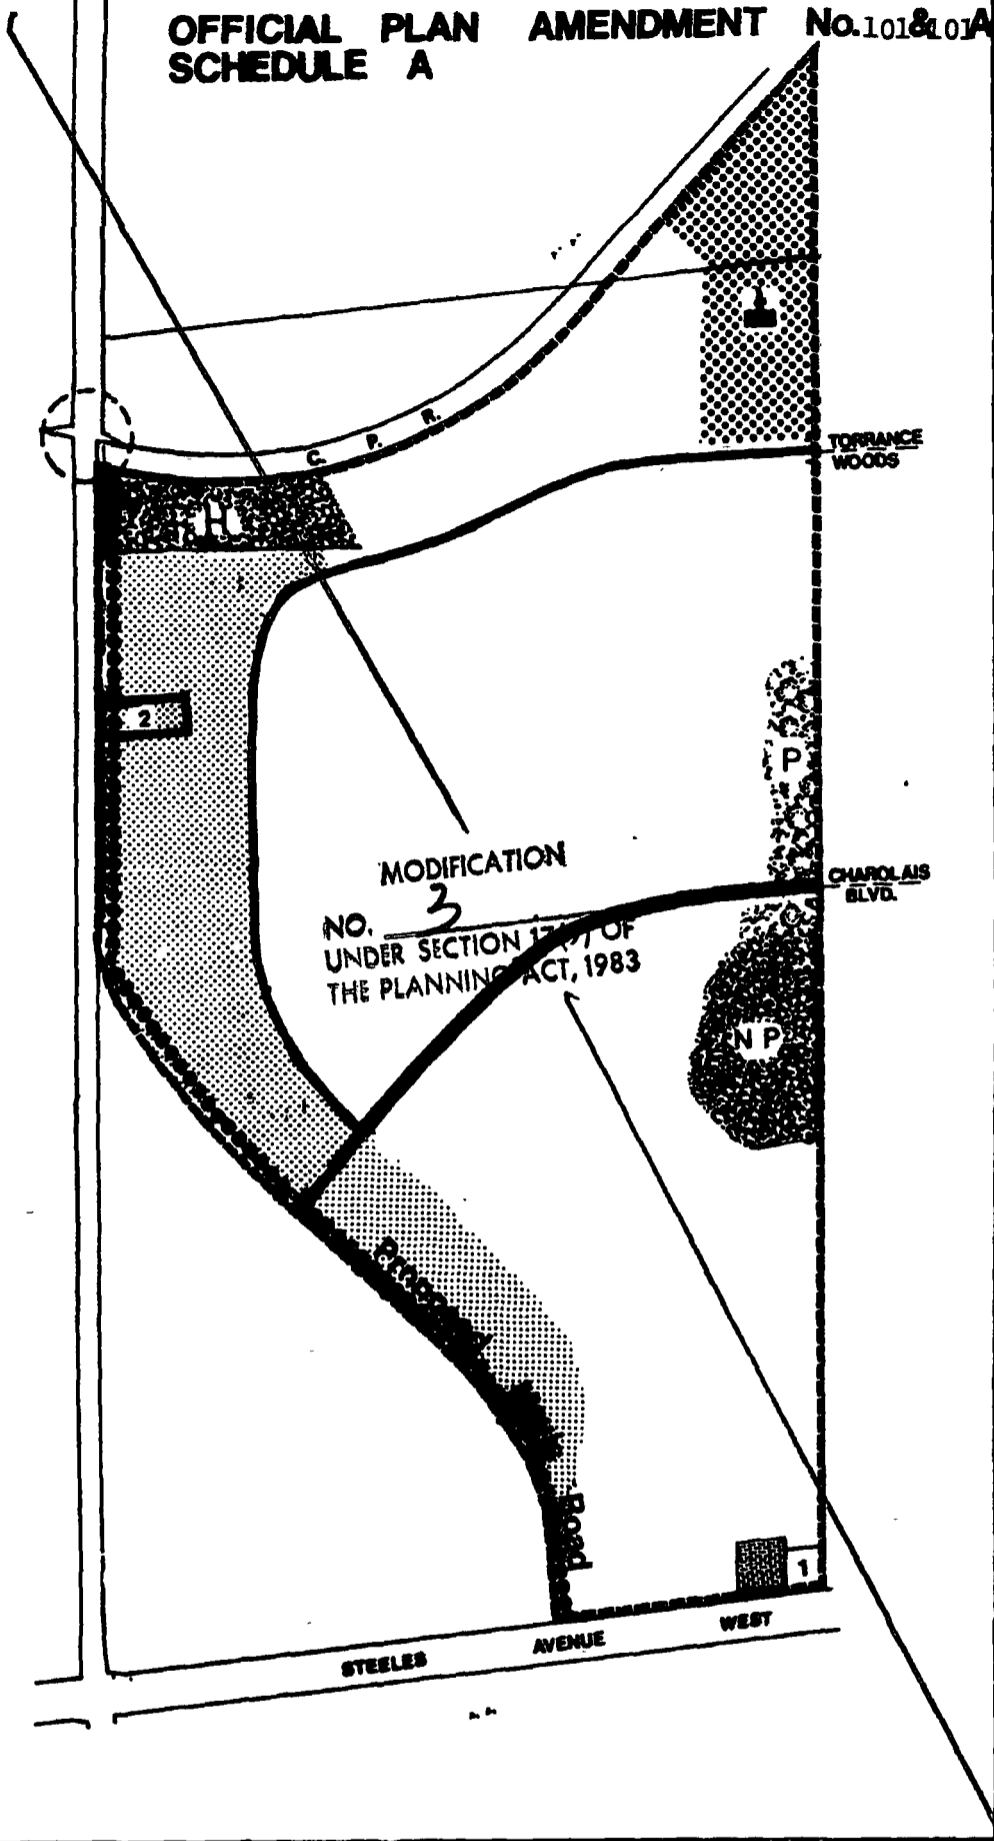 OFFICIAL PLAN AMENDMENT No. 101&101A
SCHEDULE A
C. P. R.
TORRANCE
WOODS
H
2
P
MODIFICATION
NO. 3
UNDER SECTION OF
THE PLANNING ACT, 1983
CHAROLAIS
BLVD.
N P
Road
1
STEELES AVENUE WEST